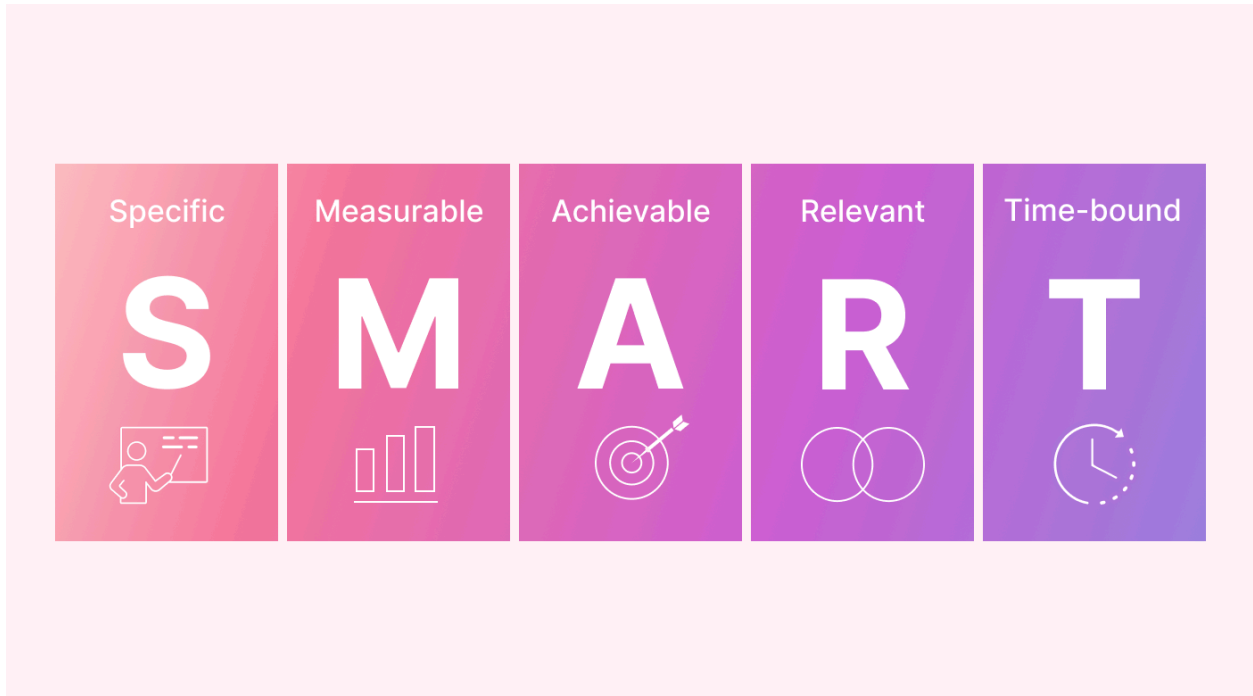 Specific
S
Measurable
M
Achievable
A
Relevant
R
Time-bound
T